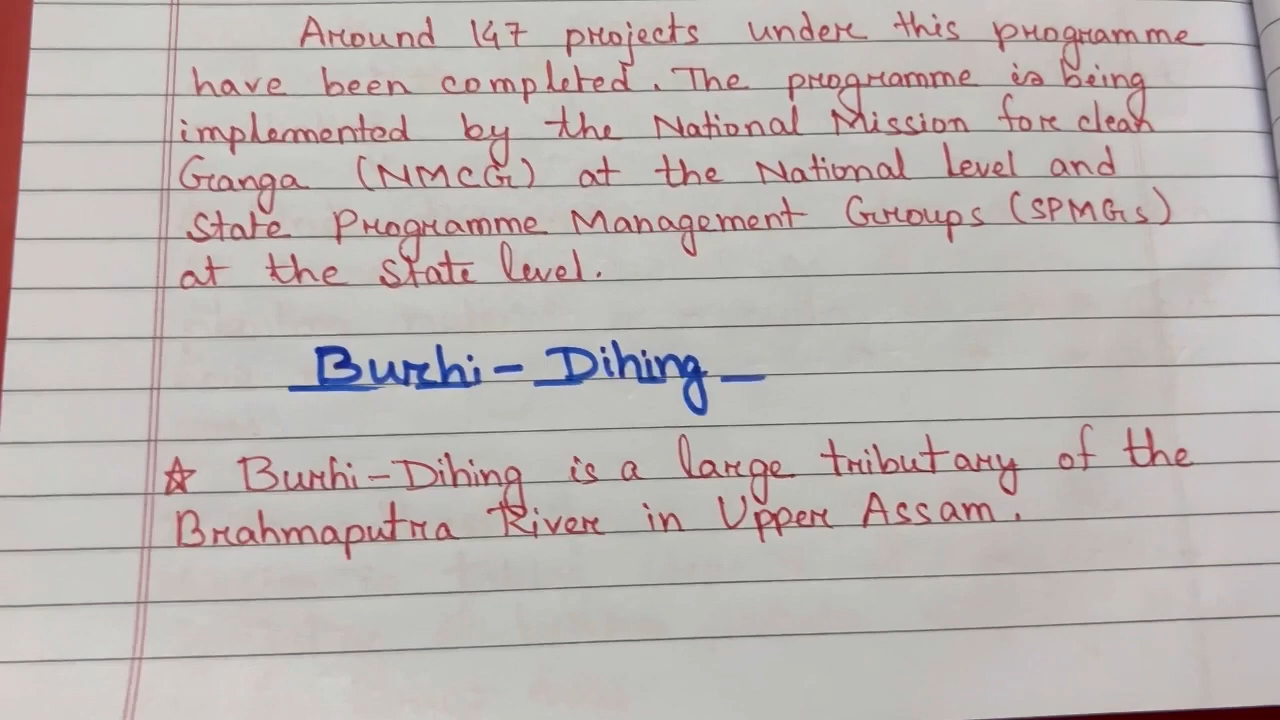 Around 147 projects under this programme
have been completed. The programme is being
implemented by the National Mission for clean
Ganga (NMCG) at the National Level and
State Programme Management Groups (SPMGs)
at the state level.
Burhi - Dihing
☆ Burhi - Dihing is a large tributary of the
Brahmaputra River in Upper Assam.